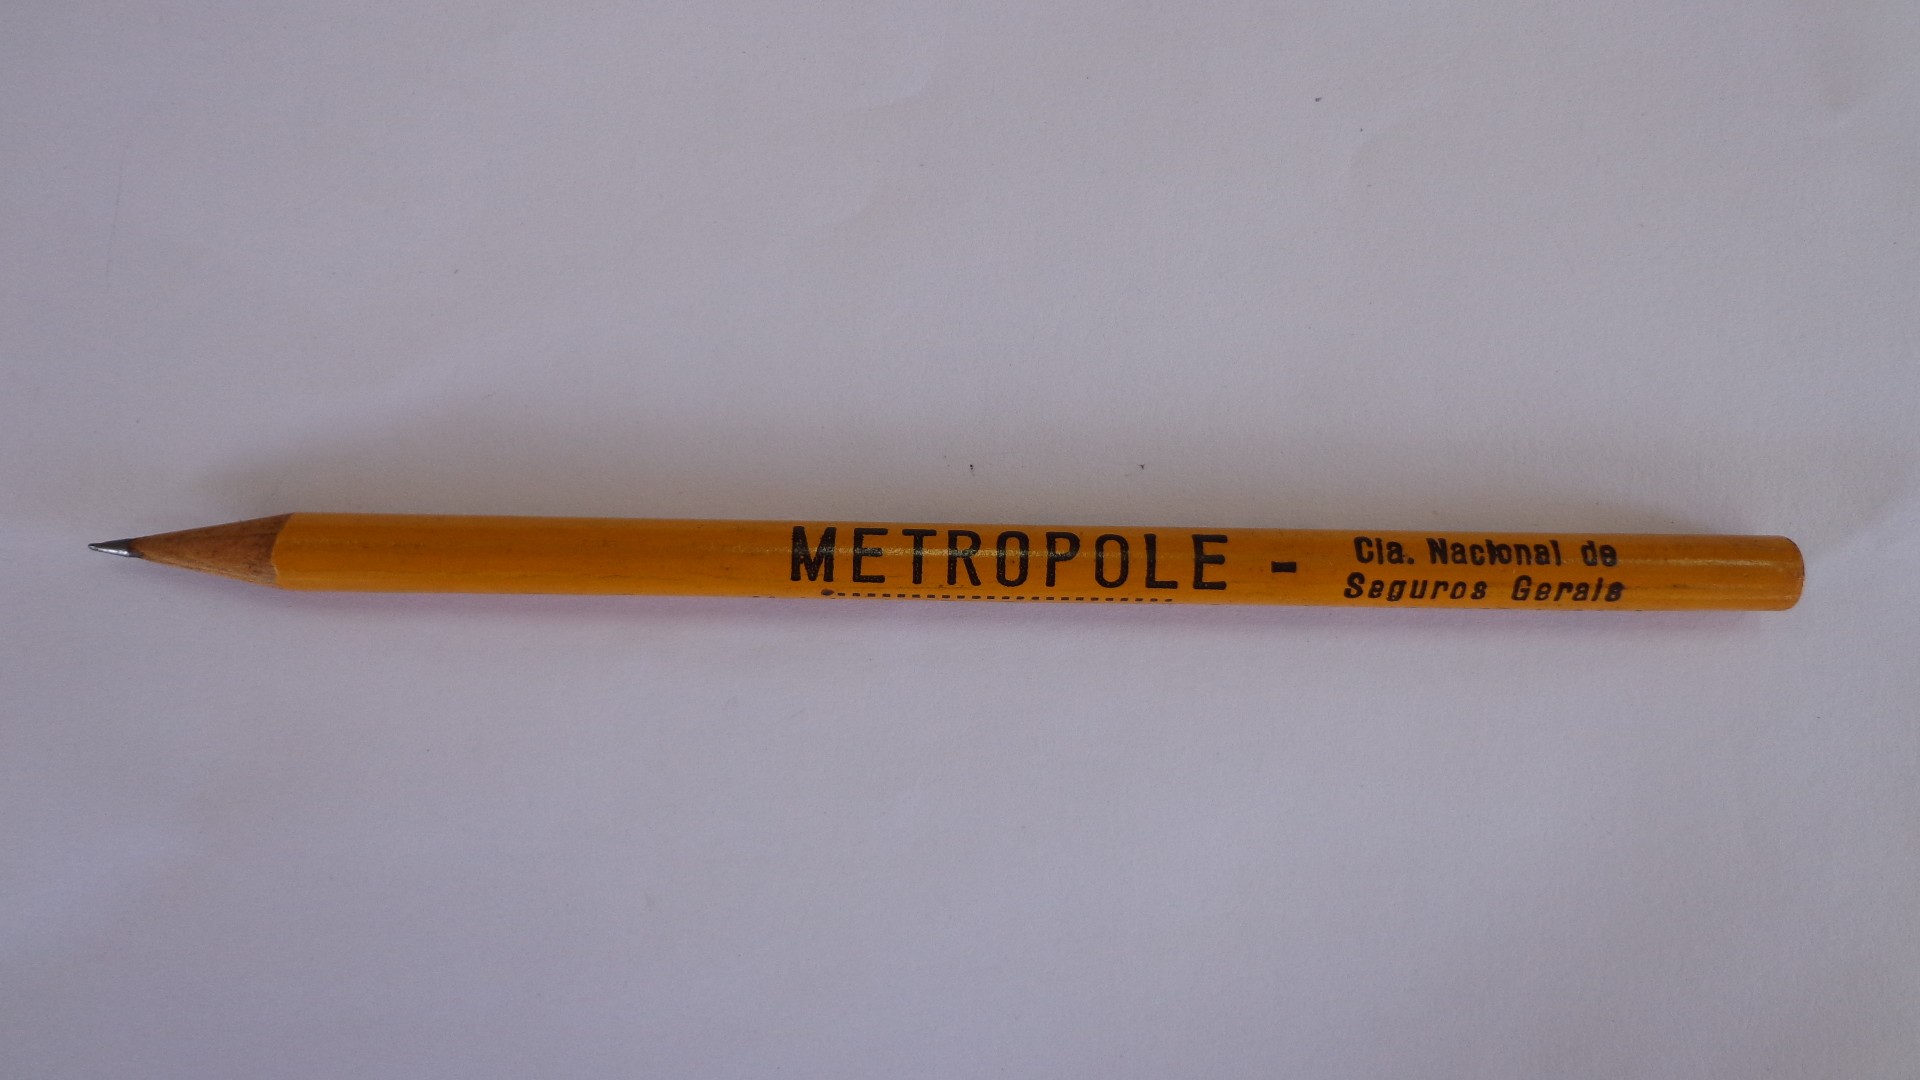 METROPOLE - Cia. Nacional de
Seguros Gerais